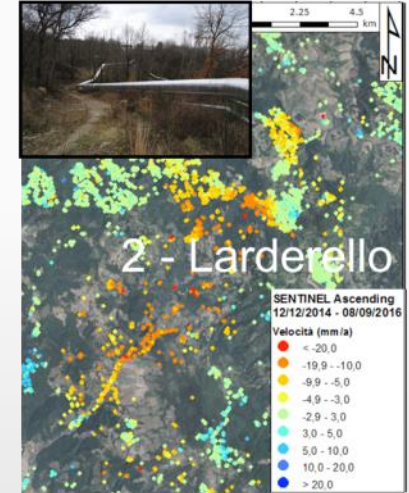 2.25 4.5
km
N
2 - Larderello
SENTINEL Ascending
12/12/2014 - 08/09/2016
Velocità (mm/a)
< -20,0
-19,9 - -10,0
-9,9 - -5,0
-4,9 - -3,0
-2,9 - 3,0
3,0 - 5,0
5,0 - 10,0
10,0 - 20,0
> 20,0